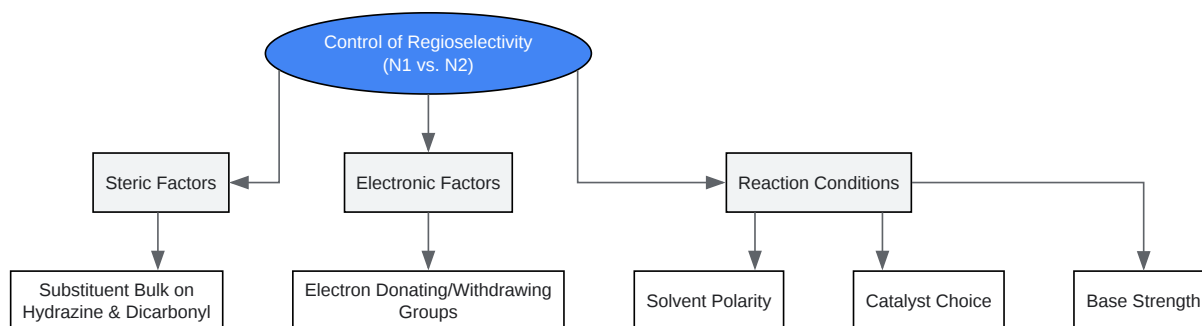 Control of Regioselectivity
(N1 vs. N2)
Steric Factors
Electronic Factors
Reaction Conditions
Substituent Bulk on
Hydrazine & Dicarbonyl
Electron Donating/Withdrawing
Groups
Solvent Polarity
Catalyst Choice
Base Strength